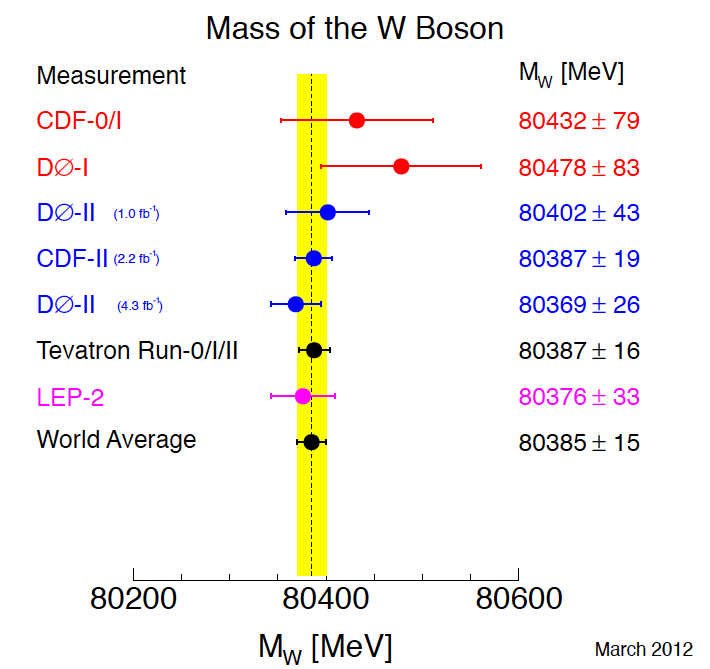 Mass of the W Boson
Measurement M_W [MeV]
CDF-0/I 80432 ± 79
DØ-I 80478 ± 83
DØ-II (1.0 fb⁻¹) 80402 ± 43
CDF-II (2.2 fb⁻¹) 80387 ± 19
DØ-II (4.3 fb⁻¹) 80369 ± 26
Tevatron Run-0/I/II 80387 ± 16
LEP-2 80376 ± 33
World Average 80385 ± 15
80200 80400 80600
M_W [MeV]
March 2012